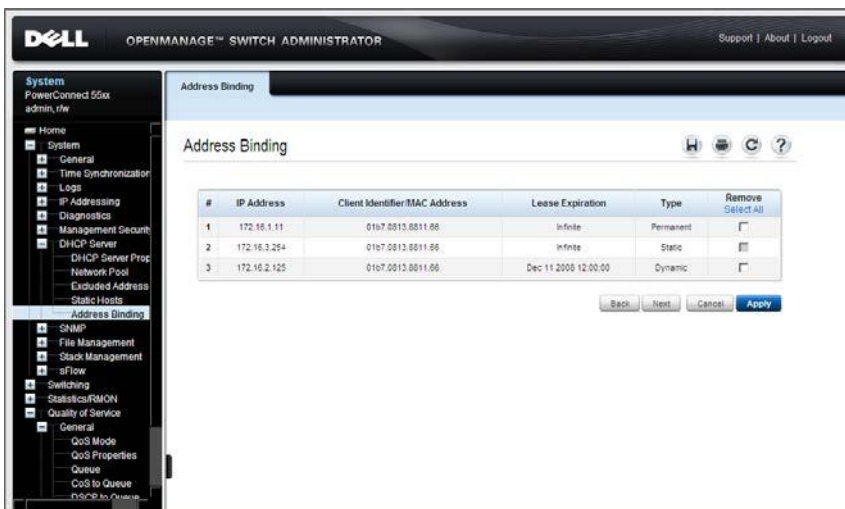 DELL
OPENMANAGE™ SWITCH ADMINISTRATOR
Support | About | Logout
System
PowerConnect 55xx
admin, r/w
Address Binding
Home
System
General
Time Synchronization
Logs
IP Addressing
Diagnostics
Management Securit
DHCP Server
DHCP Server Prop
Network Pool
Excluded Address
Static Hosts
Address Binding
SNMP
File Management
Stack Management
sFlow
Switching
Statistics/RMON
Quality of Service
General
QoS Mode
QoS Properties
Queue
CoS to Queue
DSCP to Queue
Address Binding
# IP Address Client Identifier/MAC Address Lease Expiration Type Remove
Select All
1 172.16.1.11 01b7.0813.8811.66 Infinite Permanent
2 172.16.3.254 01b7.0813.8811.66 Infinite Static
3 172.16.2.125 01b7.0813.8811.66 Dec 11 2008 12:00:00 Dynamic
Back Next Cancel Apply